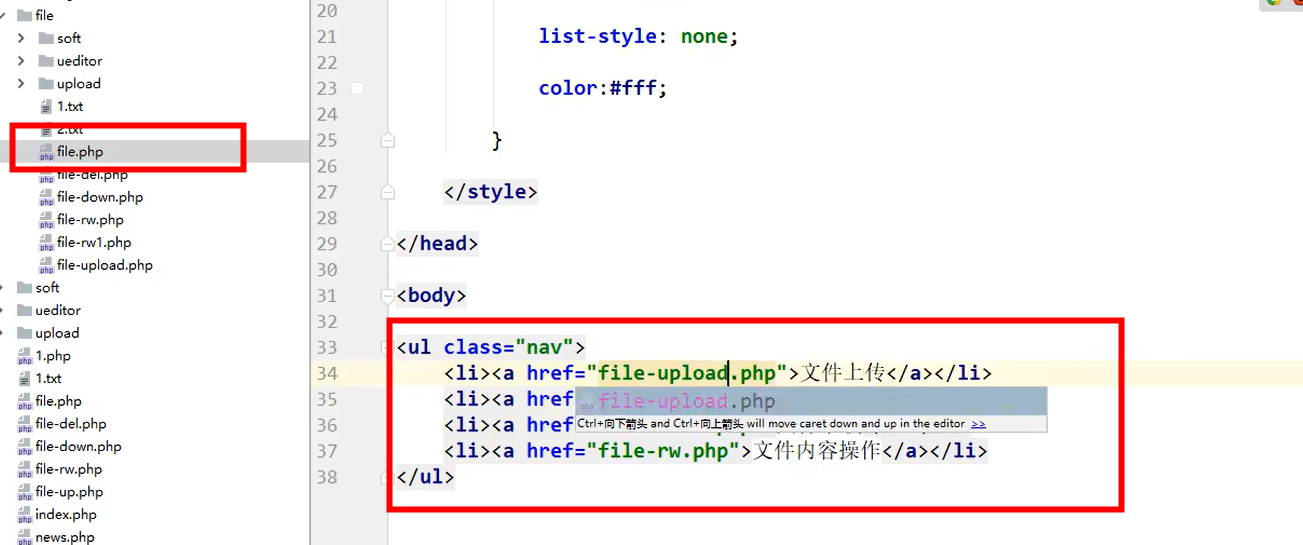 file
soft
ueditor
upload
1.txt
2.txt
file.php
file-del.php
file-down.php
file-rw.php
file-rw1.php
file-upload.php
soft
ueditor
upload
1.php
1.txt
file.php
file-del.php
file-down.php
file-rw.php
file-up.php
index.php
news.php
20
21 list-style: none;
22
23 color:#fff;
24
25 }
26
27 </style>
28
29 </head>
30
31 <body>
32
33 <ul class="nav">
34 <li><a href="file-upload.php">文件上传</a></li>
35 <li><a href=
file-upload.php
Ctrl+向下箭头 and Ctrl+向上箭头 will move caret down and up in the editor >>
36 <li><a href=
37 <li><a href="file-rw.php">文件内容操作</a></li>
38 </ul>